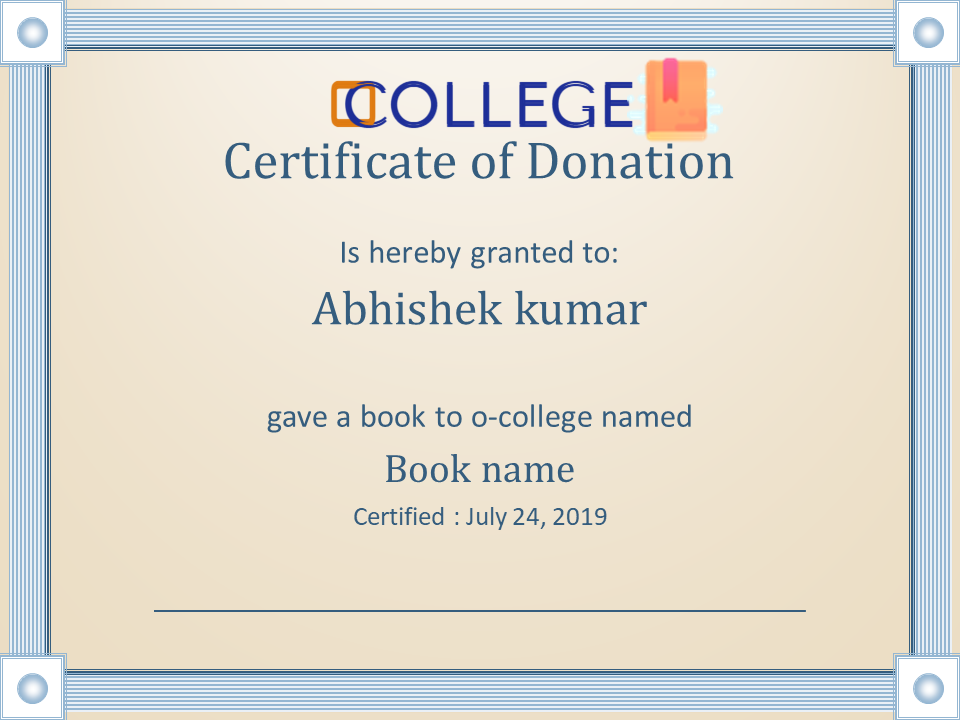 OCOLLEGE
Certificate of Donation
Is hereby granted to:
Abhishek kumar
gave a book to o-college named
Book name
Certified : July 24, 2019